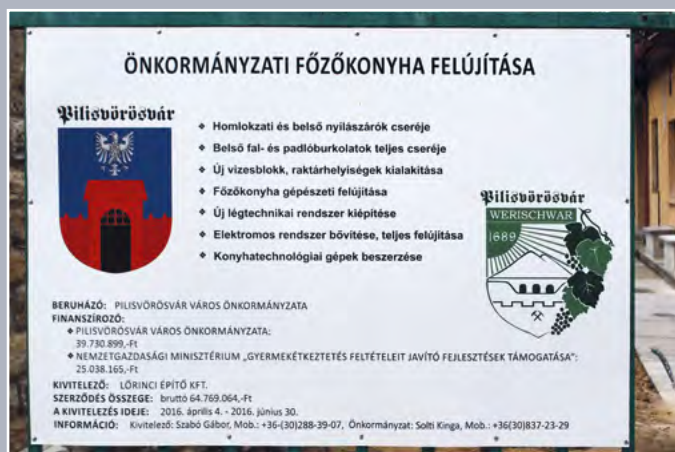 ÖNKORMÁNYZATI FŐZŐKONYHA FELÚJÍTÁSA
Pilisvörösvár
❖ Homlokzati és belső nyílászárók cseréje
❖ Belső fal- és padlóburkolatok teljes cseréje
❖ Új vizesblokk, raktárhelyiségek kialakítása
❖ Főzőkonyha gépészeti felújítása
❖ Új légtechnikai rendszer kiépítése
❖ Elektromos rendszer bővítése, teljes felújítása
❖ Konyhatechnológiai gépek beszerzése
Pilisvörösvár
WERISCHWAR
1689
BERUHÁZÓ: PILISVÖRÖSVÁR VÁROS ÖNKORMÁNYZATA
FINANSZÍROZÓ:
❖ PILISVÖRÖSVÁR VÁROS ÖNKORMÁNYZATA:
39.730.899,-Ft
❖ NEMZETGAZDASÁGI MINISZTÉRIUM „GYERMEKÉTKEZTETÉS FELTÉTELEIT JAVÍTÓ FEJLESZTÉSEK TÁMOGATÁSA”:
25.038.165,-Ft
KIVITELEZŐ: LŐRINCI ÉPÍTŐ KFT.
SZERZŐDÉS ÖSSZEGE: bruttó 64.769.064,-Ft
A KIVITELEZÉS IDEJE: 2016. április 4. - 2016. június 30.
INFORMÁCIÓ: Kivitelező: Szabó Gábor, Mob.: +36-(30)288-39-07, Önkormányzat: Solti Kinga, Mob.: +36(30)837-23-29